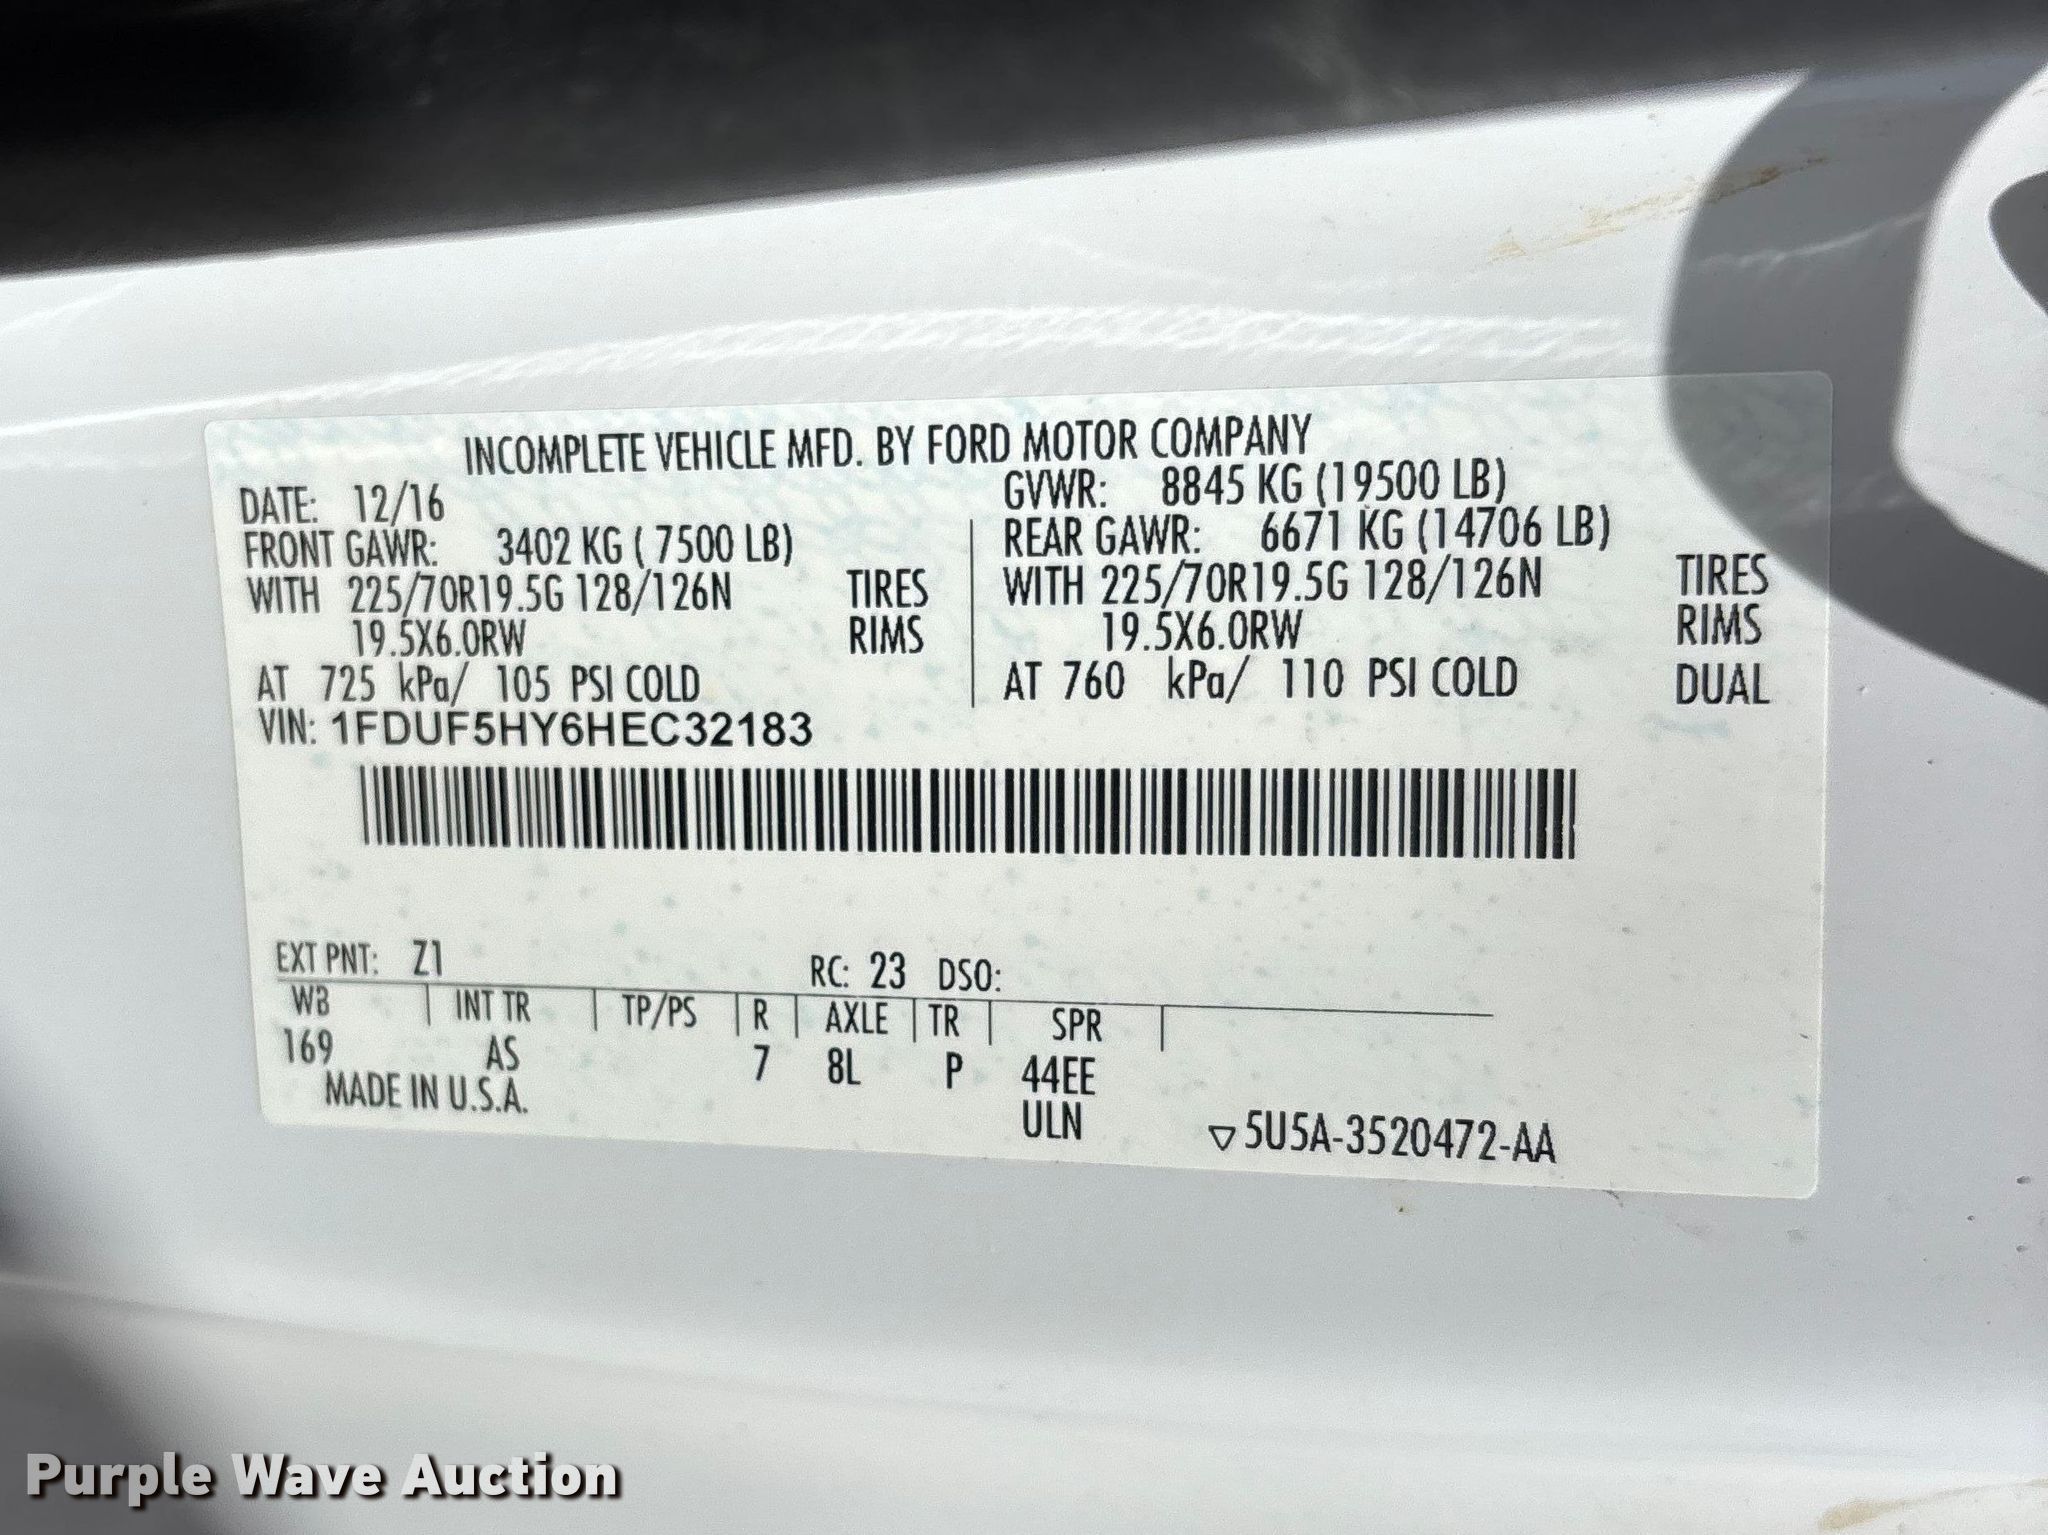 INCOMPLETE VEHICLE MFD. BY FORD MOTOR COMPANY
DATE: 12/16
GVWR: 8845 KG (19500 LB)
FRONT GAWR: 3402 KG ( 7500 LB)
REAR GAWR: 6671 KG (14706 LB)
WITH 225/70R19.5G 128/126N TIRES
WITH 225/70R19.5G 128/126N TIRES
19.5X6.0RW RIMS
19.5X6.0RW RIMS
AT 725 kPa/ 105 PSI COLD
AT 760 kPa/ 110 PSI COLD DUAL
VIN: 1FDUF5HY6HEC32183
EXT PNT: Z1 RC: 23 DSO:
WB | INT TR | TP/PS | R | AXLE | TR | SPR |
169 AS 7 8L P 44EE
MADE IN U.S.A. ULN
▽5U5A-3520472-AA
Purple Wave Auction